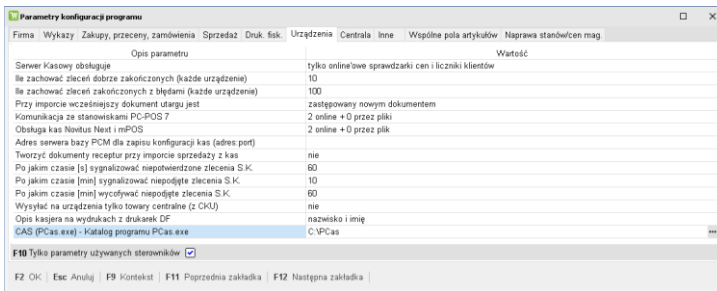 Parametry konfiguracji programu
Firma Wykazy Zakupy, przeceny, zamówienia Sprzedaż Druk. fisk. Urządzenia Centrala Inne Wspólne pola artykułów Naprawa stanów/cen mag.
Opis parametru Wartość
Serwer Kasowy obsługuje tylko online'owe sprawdzarki cen i liczniki klientów
Ile zachować zleceń dobrze zakończonych (każde urządzenie) 10
Ile zachować zleceń zakończonych z błędami (każde urządzenie) 100
Przy imporcie wcześniejszy dokument utargu jest zastępowany nowym dokumentem
Komunikacja ze stanowiskami PC-POS 7 2 online + 0 przez pliki
Obsługa kas Novitus Next i mPOS 2 online + 0 przez plik
Adres serwera bazy PCM dla zapisu konfiguracji kas (adres:port)
Tworzyć dokumenty receptur przy imporcie sprzedaży z kas nie
Po jakim czasie [s] sygnalizować niepotwierdzone zlecenia S.K. 60
Po jakim czasie [min] sygnalizować niepodjęte zlecenia S.K. 10
Po jakim czasie [min] wycofywać niepodjęte zlecenia S.K. 60
Wysyłać na urządzenia tylko towary centralne (z CKU) nie
Opis kasjera na wydrukach z drukarek DF nazwisko i imię
CAS (PCas.exe) - Katalog programu PCas.exe C:\PCas ...
F10 Tylko parametry używanych sterowników
F2 OK | Esc Anuluj | F9 Kontekst | F11 Poprzednia zakładka | F12 Następna zakładka |